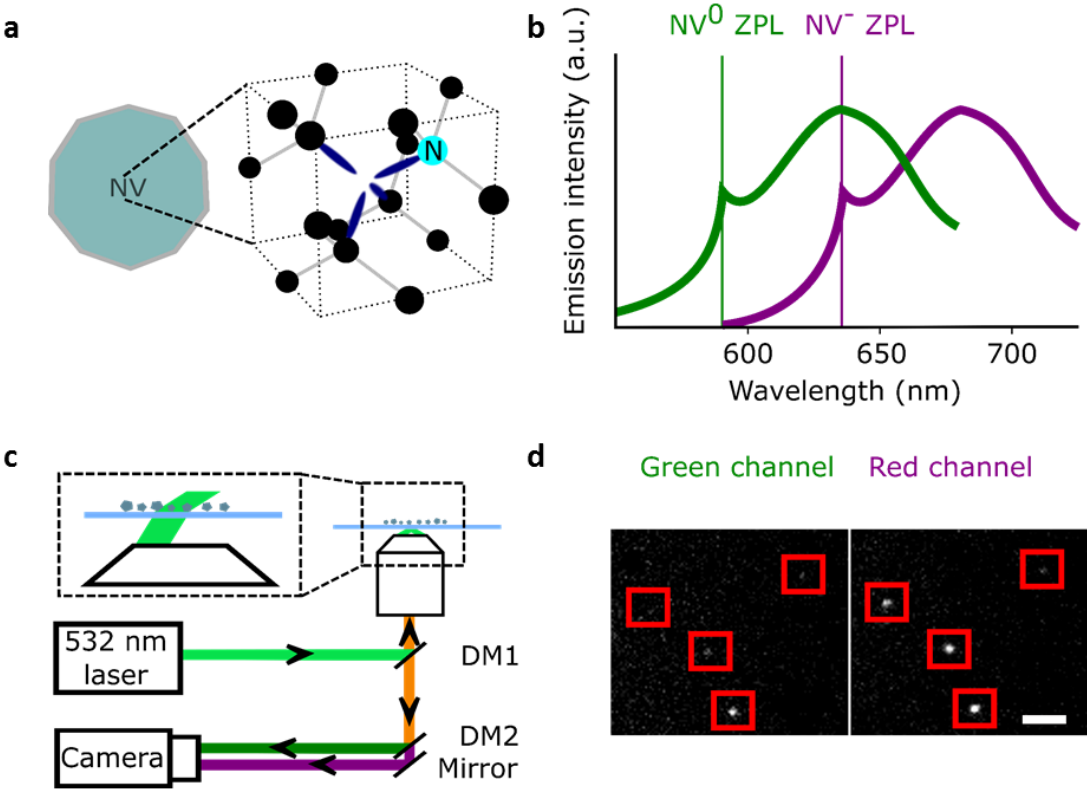 a
NV
N
b
NV⁰ ZPL NV⁻ ZPL
Emission intensity (a.u.)
600 650 700
Wavelength (nm)
c
532 nm
laser
DM1
DM2
Camera
Mirror
d
Green channel Red channel